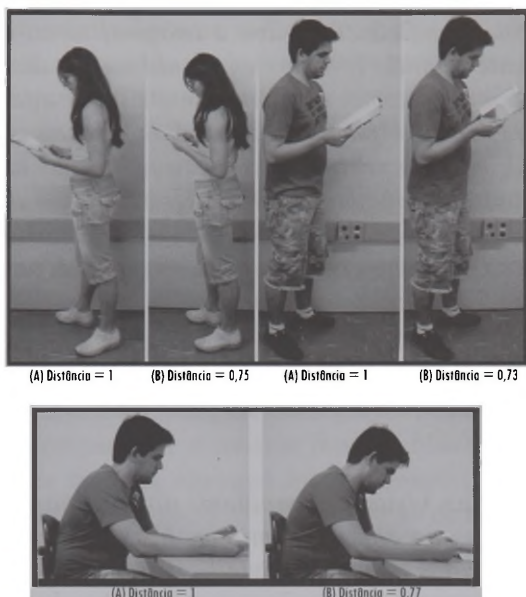 (A) Distância = 1 (B) Distância = 0,75 (A) Distância = 1 (B) Distância = 0,73
(A) Distância = 1 (B) Distância = 0,77